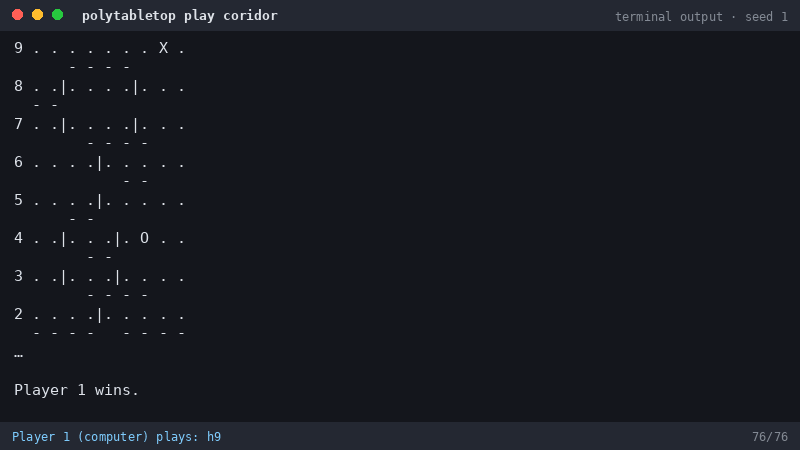 polytabletop play coridor
terminal output · seed 1
9 . . . . . . . X .
      - - - -
8 . .|. . . .|. . .
  - -
7 . .|. . . .|. . .
        - - - -
6 . . . .|. . . . .
            - -
5 . . . .|. . . . .
      - -
4 . .|. . .|. O . .
        - -
3 . .|. . .|. . . .
        - - - -
2 . . . .|. . . . .
  - - - -   - - - -
…
Player 1 wins.
Player 1 (computer) plays: h9
76/76